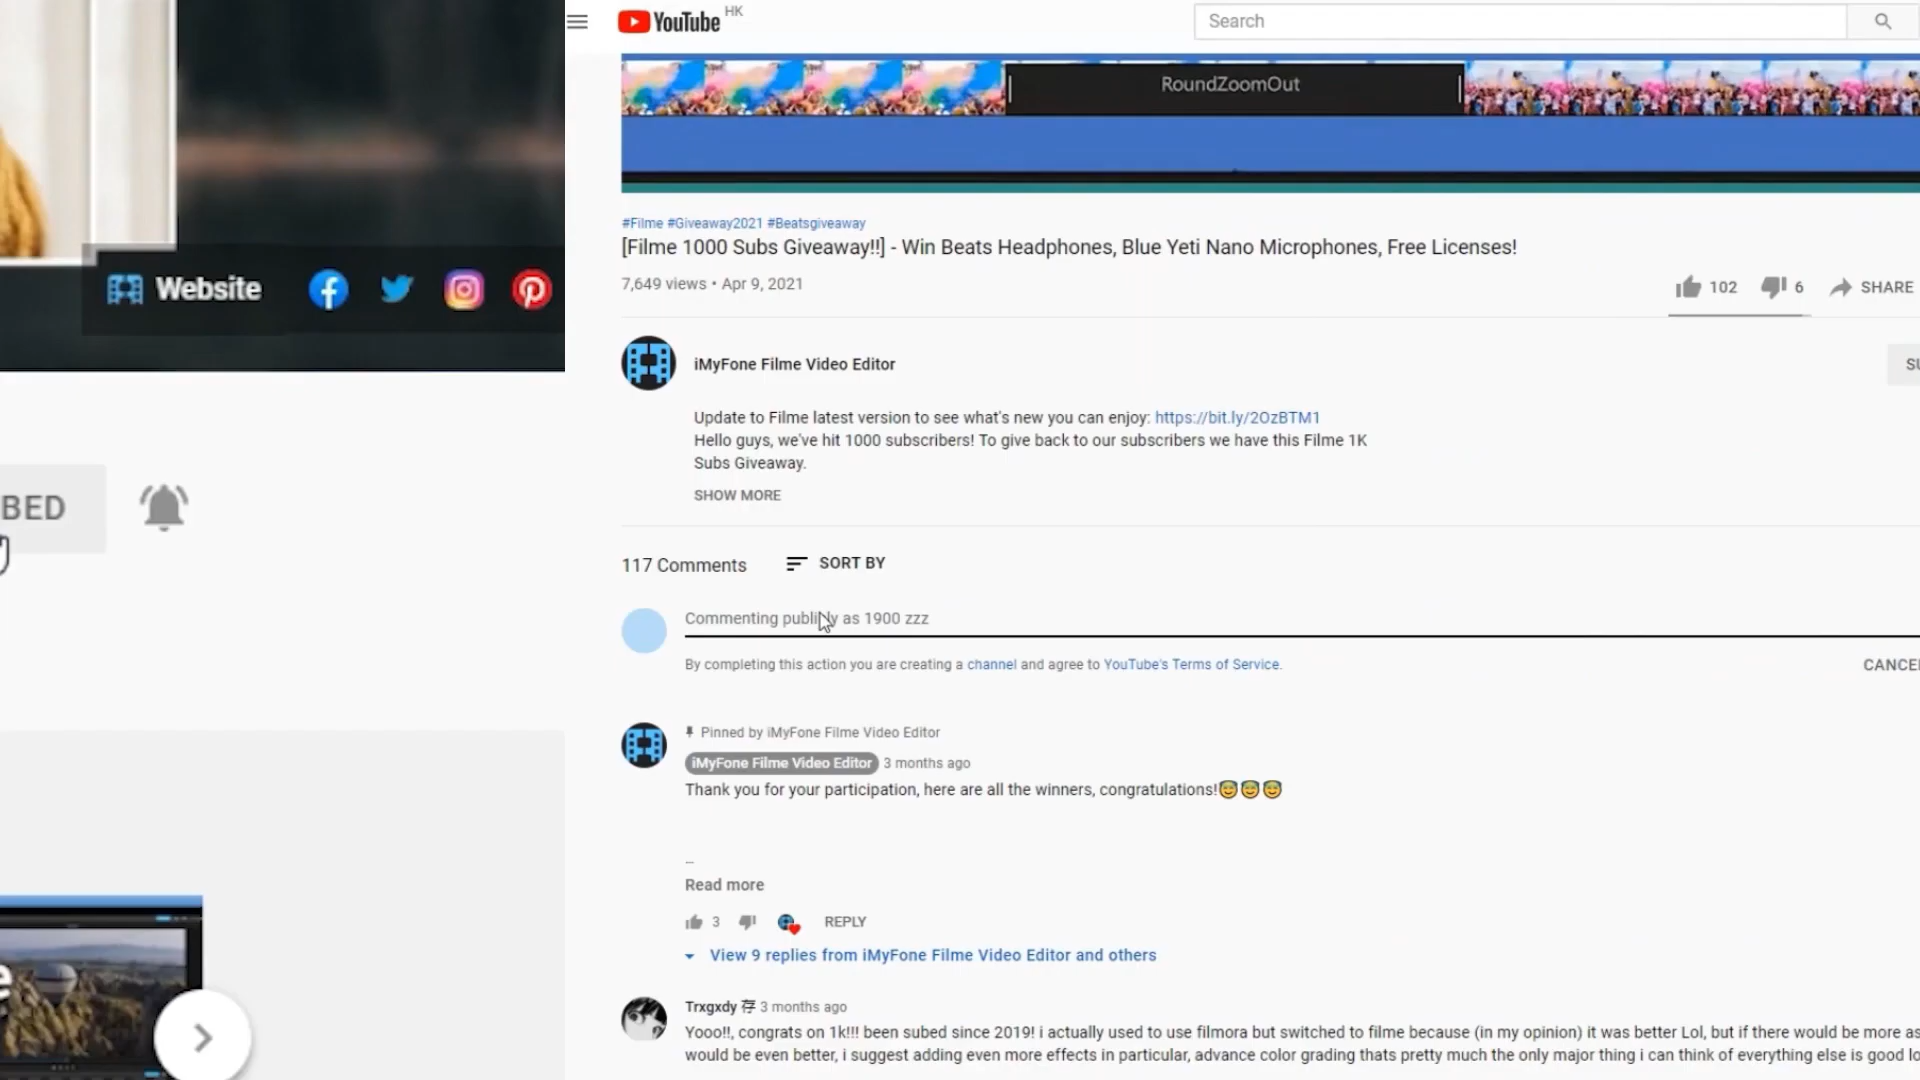 Website
BED
YouTube HK
Search
RoundZoomOut
#Filme #Giveaway2021 #Beatsgiveaway
[Filme 1000 Subs Giveaway!!] - Win Beats Headphones, Blue Yeti Nano Microphones, Free Licenses!
7,649 views • Apr 9, 2021
102 6 SHARE
iMyFone Filme Video Editor
SU
Update to Filme latest version to see what's new you can enjoy: https://bit.ly/2OzBTM1
Hello guys, we've hit 1000 subscribers! To give back to our subscribers we have this Filme 1K
Subs Giveaway.
SHOW MORE
117 Comments SORT BY
Commenting publicly as 1900 zzz
By completing this action you are creating a channel and agree to YouTube's Terms of Service.
CANCEL
Pinned by iMyFone Filme Video Editor
iMyFone Filme Video Editor 3 months ago
Thank you for your participation, here are all the winners, congratulations!😇😇😇
...
Read more
3 REPLY
View 9 replies from iMyFone Filme Video Editor and others
Trxgxdy 存 3 months ago
Yooo!!, congrats on 1k!!! been subed since 2019! i actually used to use filmora but switched to filme because (in my opinion) it was better Lol, but if there would be more as
would be even better, i suggest adding even more effects in particular, advance color grading thats pretty much the only major thing i can think of everything else is good lo